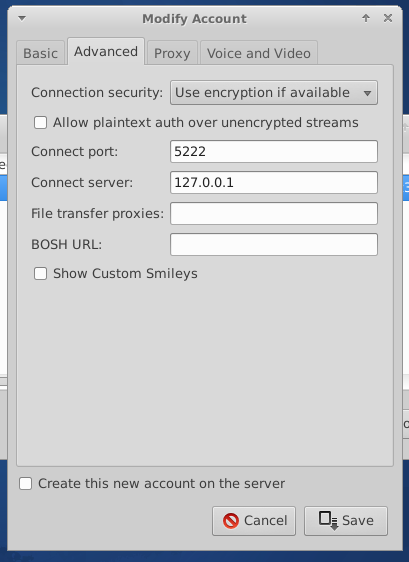 Modify Account
Basic Advanced Proxy Voice and Video
Connection security: Use encryption if available
Allow plaintext auth over unencrypted streams
Connect port: 5222
Connect server: 127.0.0.1
File transfer proxies:
BOSH URL:
Show Custom Smileys
Create this new account on the server
Cancel Save